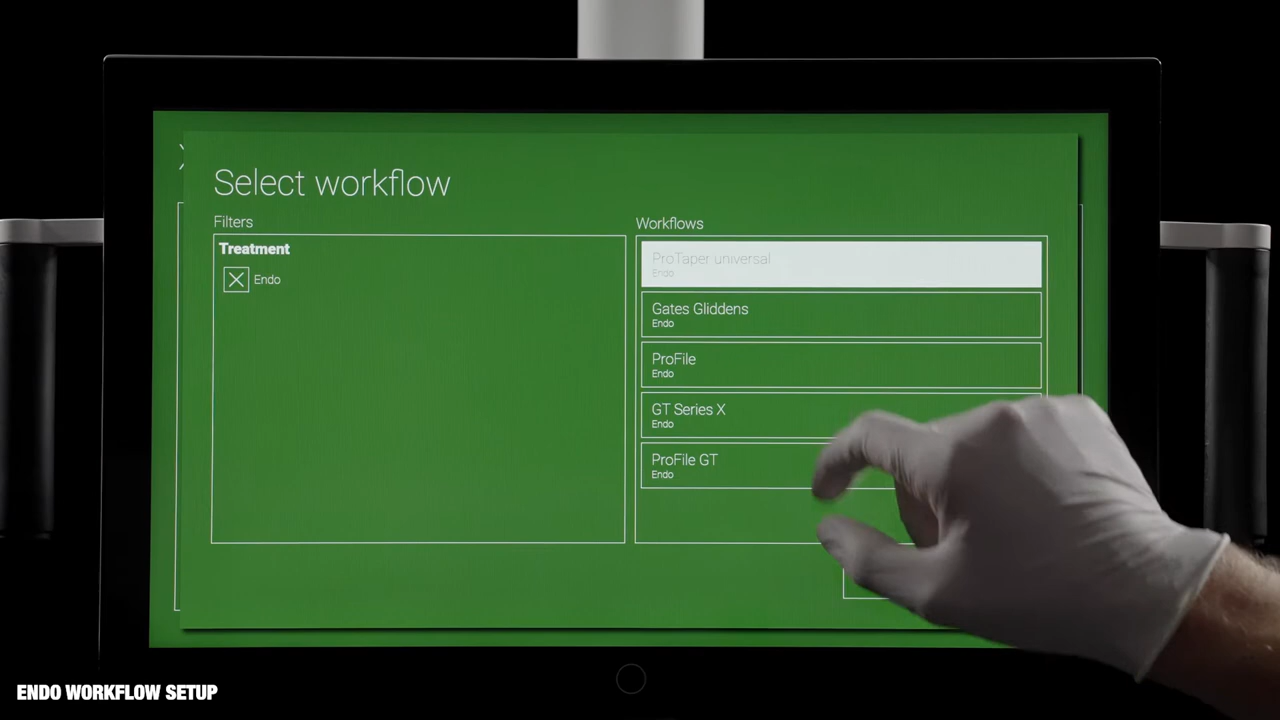 Select workflow
Filters
Treatment
Endo
Workflows
ProTaper universal
Endo
Gates Gliddens
Endo
ProFile
Endo
GT Series X
Endo
ProFile GT
Endo
ENDO WORKFLOW SETUP